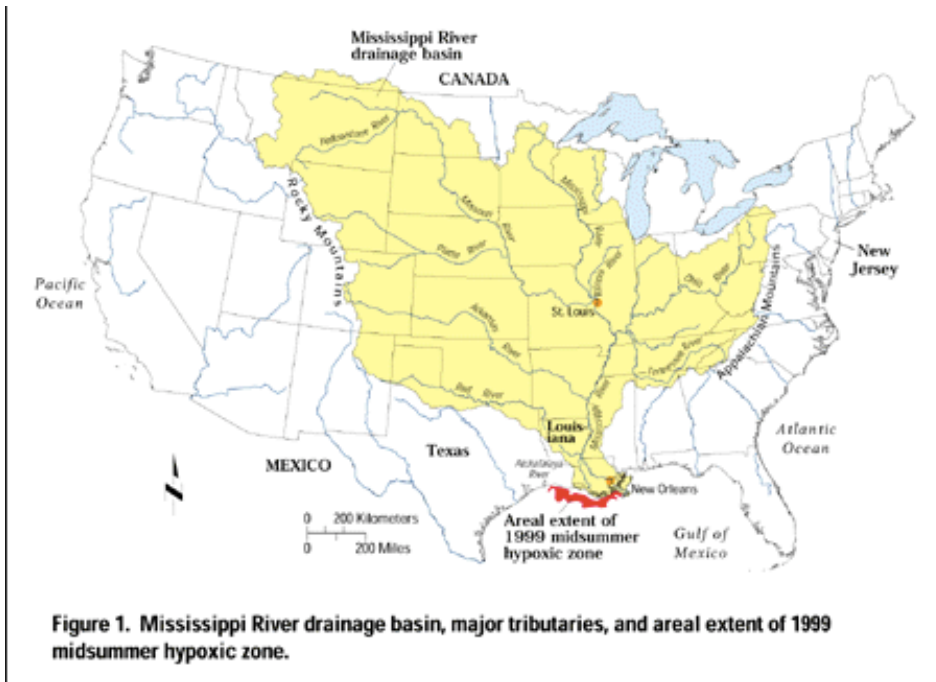 Mississippi River
drainage basin
CANADA
Yellowstone River
Missouri River
Mississippi River
Platte River
Illinois River
Ohio River
Rocky Mountains
St. Louis
Appalachian Mountains
New
Jersey
Pacific
Ocean
Arkansas River
Tennessee River
Red River
Mississippi River
Louis-
iana
Texas
MEXICO
Atchafalaya
River
New Orleans
Atlantic
Ocean
0 200 Kilometers
0 200 Miles
Areal extent of
1999 midsummer
hypoxic zone
Gulf of
Mexico
Figure 1. Mississippi River drainage basin, major tributaries, and areal extent of 1999
midsummer hypoxic zone.